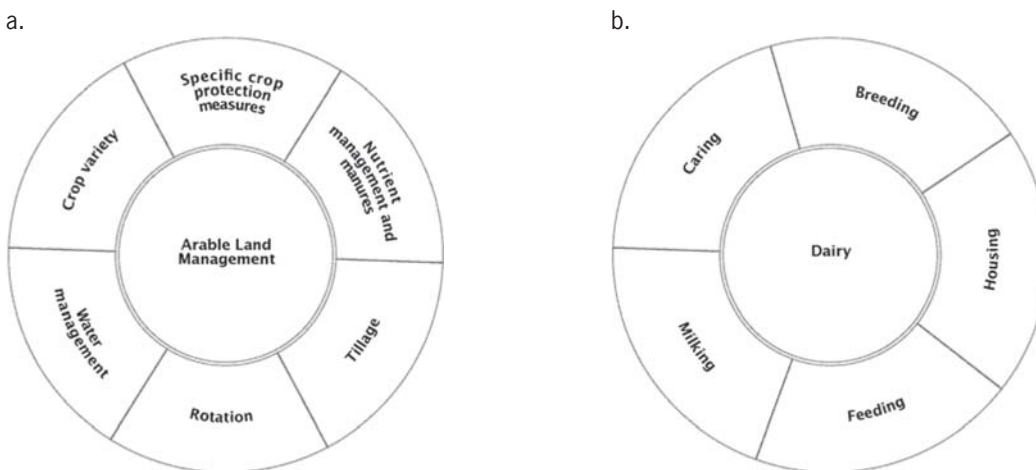 a.
Specific crop
protection
measures
Nutrient
management and
manures
Tillage
Rotation
Water
management
Crop variety
Arable Land
Management
b.
Breeding
Housing
Feeding
Milking
Caring
Dairy